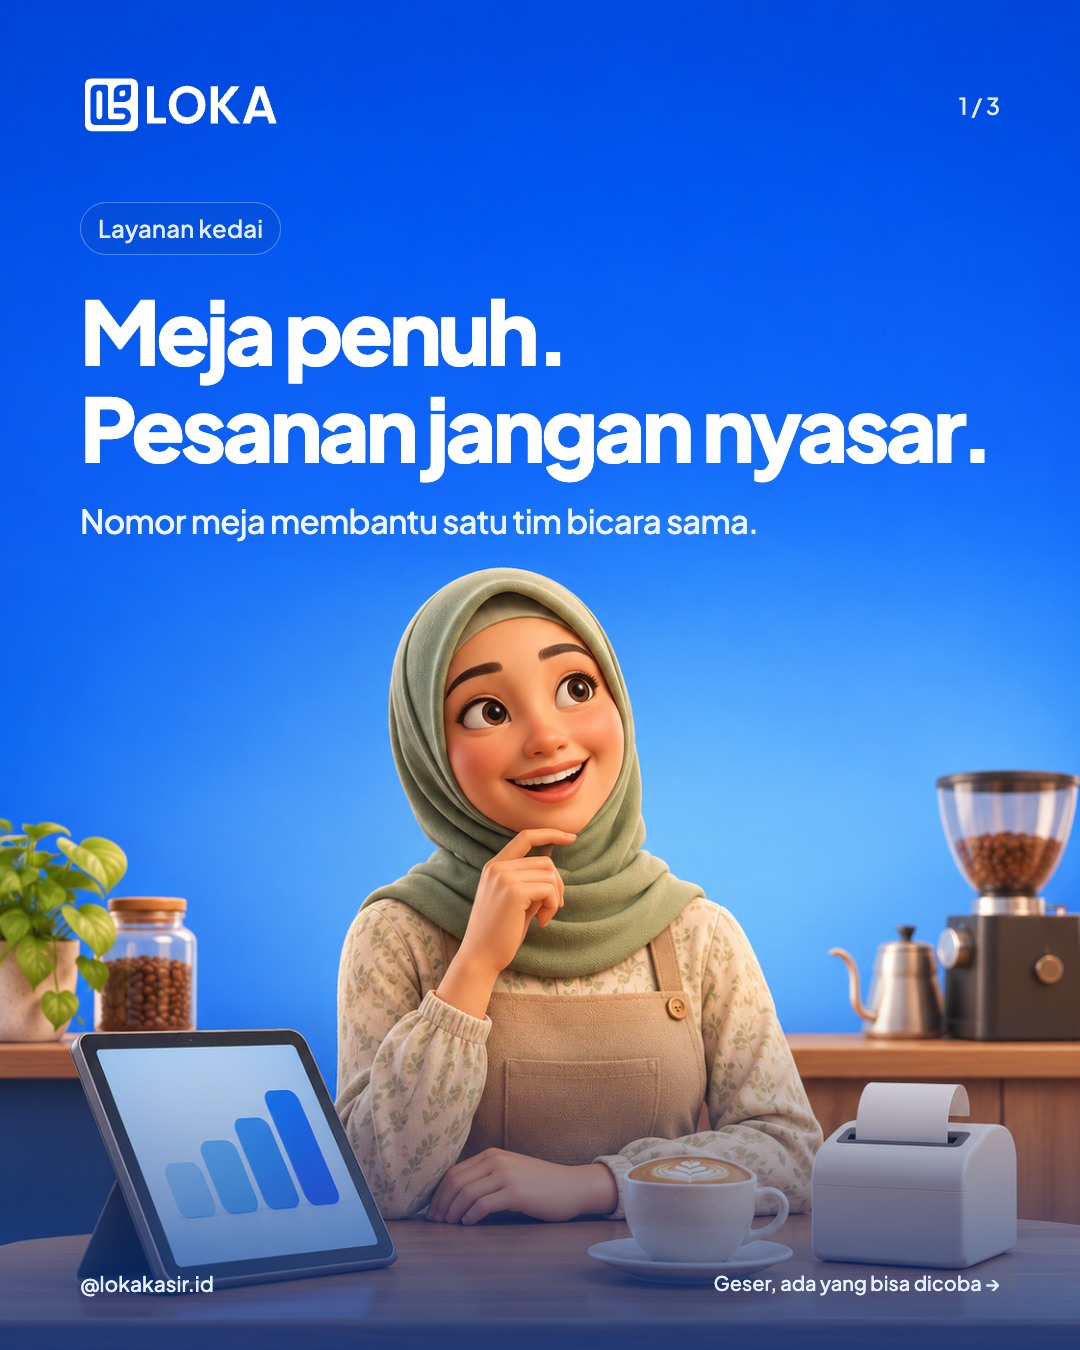 LOKA
1/3
Layanan kedai
Meja penuh.
Pesanan jangan nyasar.
Nomor meja membantu satu tim bicara sama.
@lokakasir.id
Geser, ada yang bisa dicoba →